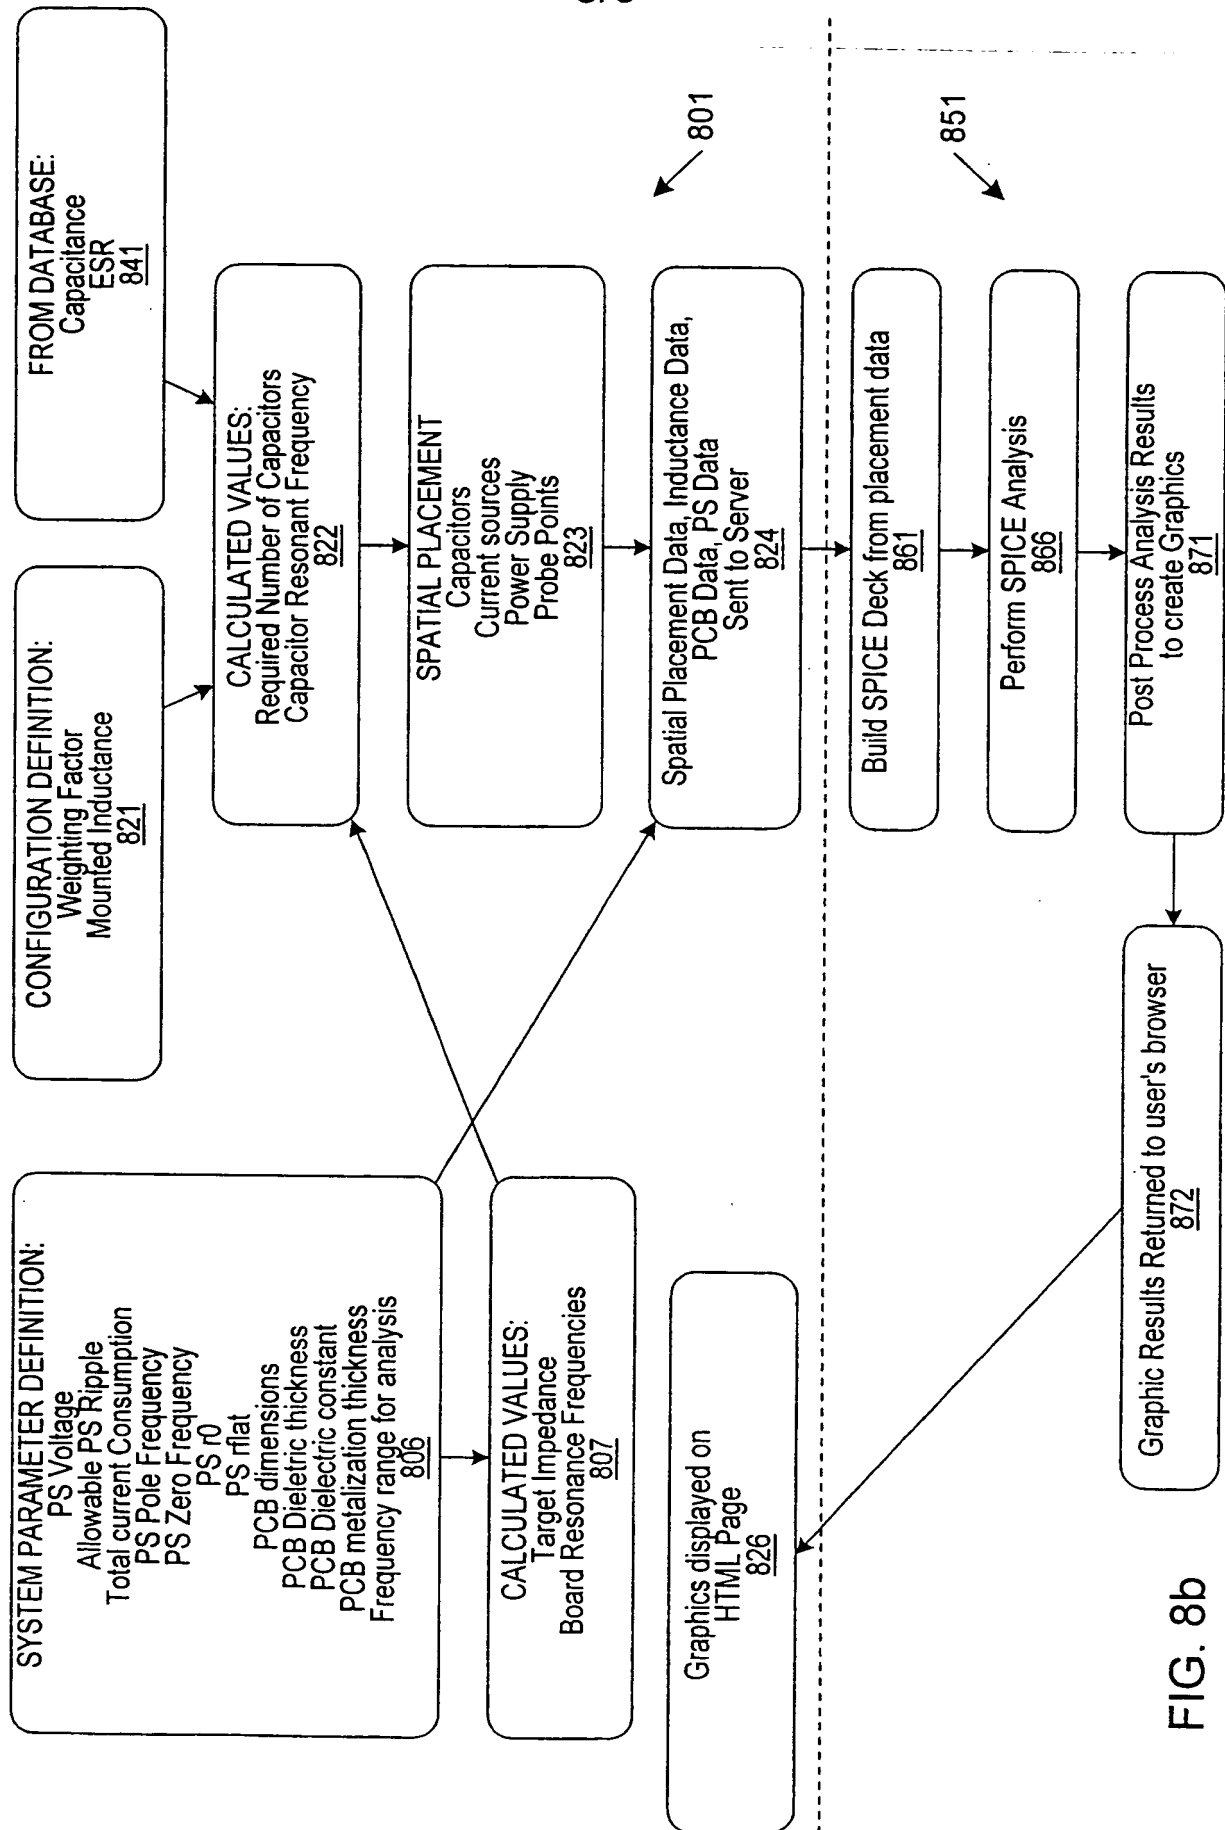 SYSTEM PARAMETER DEFINITION:
PS Voltage
Allowable PS Ripple
Total current Consumption
PS Pole Frequency
PS Zero Frequency
PS r0
PS rflat
PCB dimensions
PCB Dieletric thickness
PCB Dielectric constant
PCB metalization thickness
Frequency range for analysis
806
CONFIGURATION DEFINITION:
Weighting Factor
Mounted Inductance
821
FROM DATABASE:
Capacitance
ESR
841
CALCULATED VALUES:
Required Number of Capacitors
Capacitor Resonant Frequency
822
SPATIAL PLACEMENT
Capacitors
Current sources
Power Supply
Probe Points
823
CALCULATED VALUES:
Target Impedance
Board Resonance Frequencies
807
Spatial Placement Data, Inductance Data,
PCB Data, PS Data
Sent to Server
824
801
Graphics displayed on
HTML Page
826
851
Build SPICE Deck from placement data
861
Perform SPICE Analysis
866
Post Process Analysis Results
to create Graphics
871
Graphic Results Returned to user's browser
872
FIG. 8b